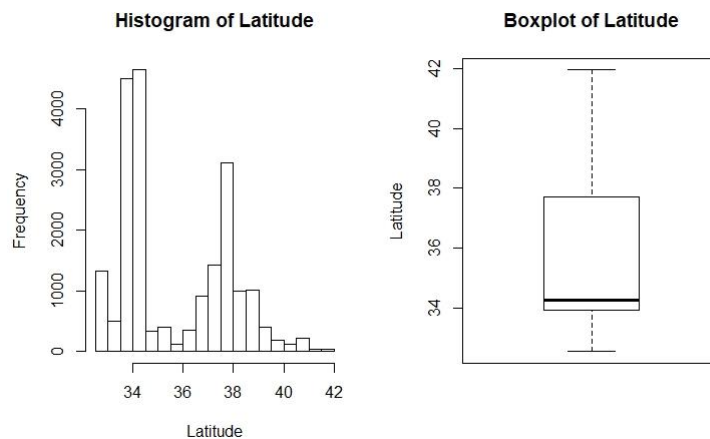 Histogram of Latitude
Frequency
4000
3000
2000
1000
0
34 36 38 40 42
Latitude
Boxplot of Latitude
Latitude
42
40
38
36
34